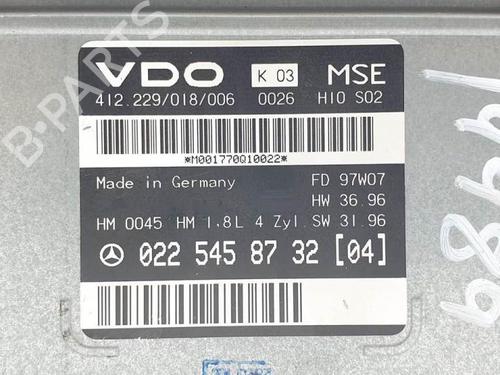 VDO K 03 MSE
412.229/018/006 0026 H10 S02
*M001770Q10022*
Made in Germany FD 97W07
HW 36.96
HM 0045 HM 1,8L 4 Zyl. SW 31.96
022 545 87 32 [04]
B-PARTS